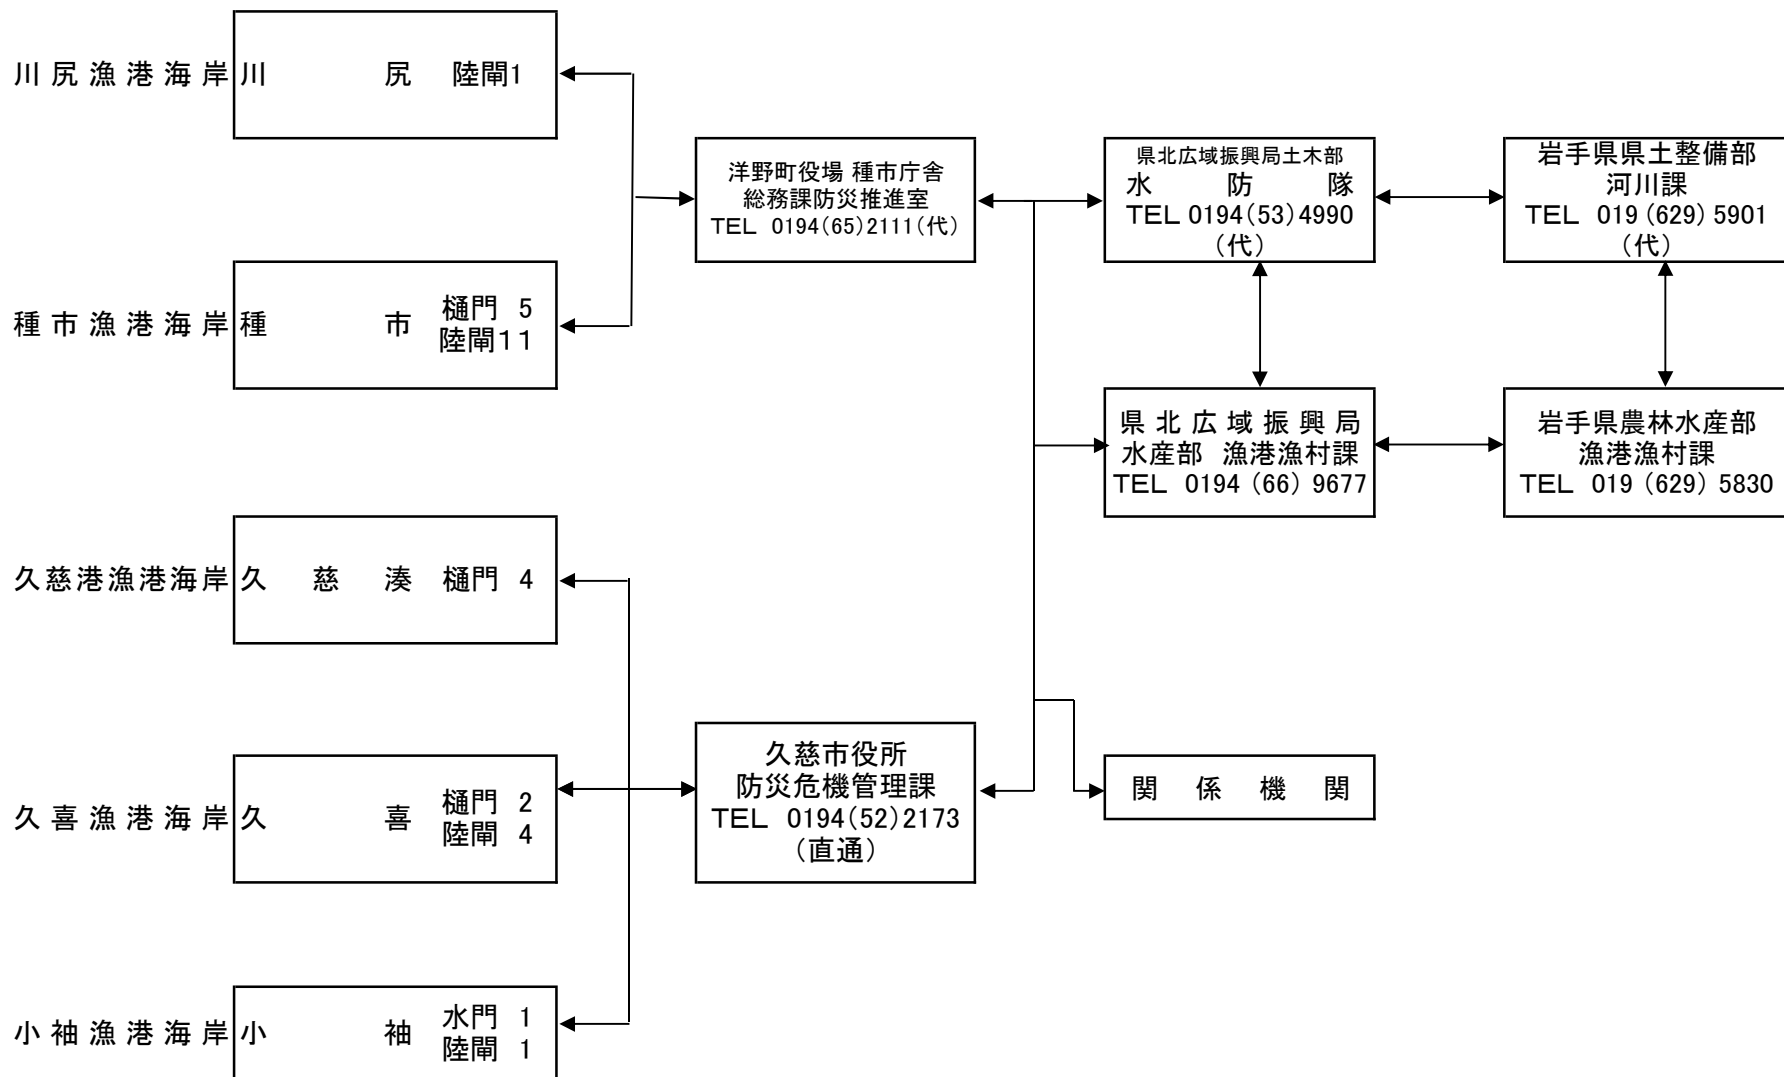 川尻漁港海岸
川尻 陸閘1
種市漁港海岸
種市 樋門 5
陸閘11
久慈港漁港海岸
久慈湊 樋門 4
久喜漁港海岸
久喜 樋門 2
陸閘 4
小袖漁港海岸
小袖 水門 1
陸閘 1
洋野町役場 種市庁舎
総務課防災推進室
TEL 0194(65)2111(代)
久慈市役所
防災危機管理課
TEL 0194(52)2173
(直通)
県北広域振興局土木部
水防隊
TEL 0194(53)4990
(代)
県北広域振興局
水産部 漁港漁村課
TEL 0194 (66) 9677
関係機関
岩手県県土整備部
河川課
TEL 019 (629) 5901
(代)
岩手県農林水産部
漁港漁村課
TEL 019 (629) 5830